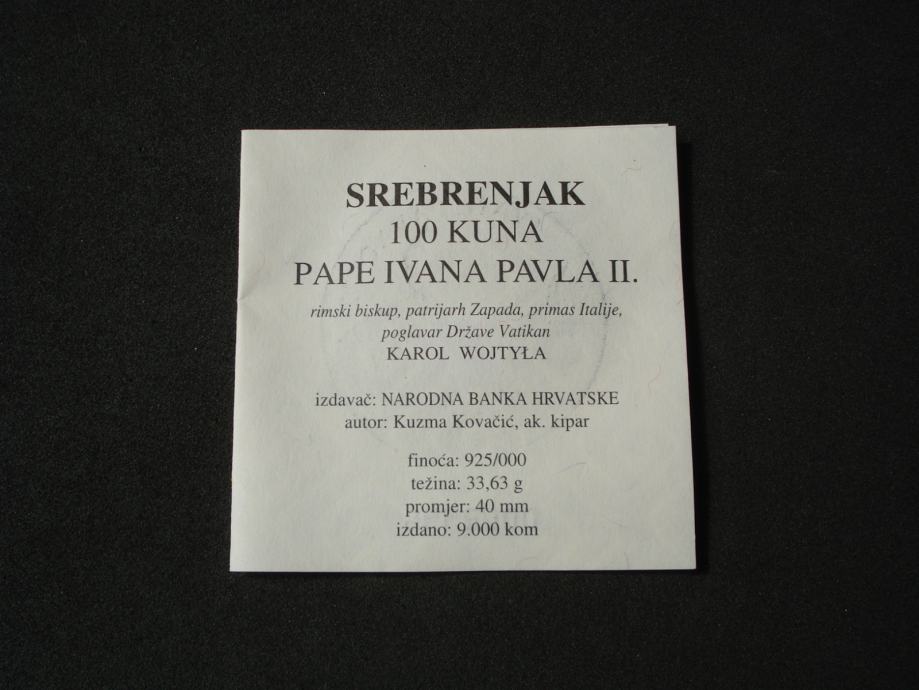 SREBRENJAK
100 KUNA
PAPE IVANA PAVLA II.
rimski biskup, patrijarh Zapada, primas Italije,
poglavar Države Vatikan
KAROL WOJTYŁA
izdavač: NARODNA BANKA HRVATSKE
autor: Kuzma Kovačić, ak. kipar
finoća: 925/000
težina: 33,63 g
promjer: 40 mm
izdano: 9.000 kom